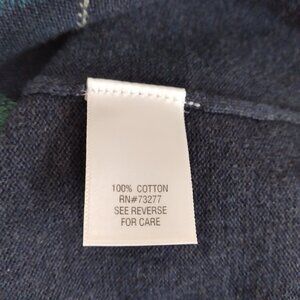 100% COTTON
RN#73277
SEE REVERSE
FOR CARE